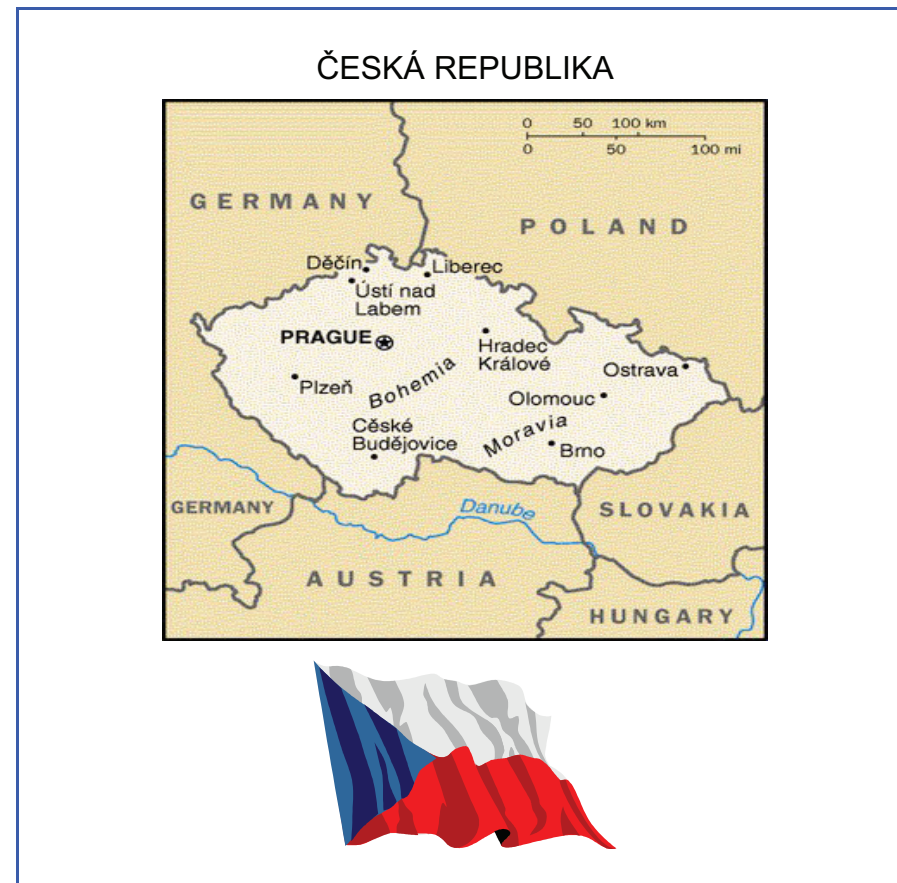 ČESKÁ REPUBLIKA
0 50 100 km
0 50 100 mi
GERMANY
POLAND
Děčín
Liberec
Ústí nad
Labem
PRAGUE
Hradec
Králové
Ostrava
Plzeň
Bohemia
Olomouc
Cěské
Budějovice
Moravia
Brno
GERMANY
Danube
SLOVAKIA
AUSTRIA
HUNGARY